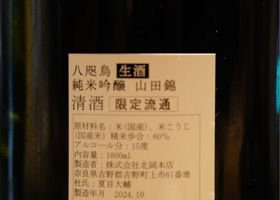 八咫烏 生酒
純米吟醸 山田錦
清酒 限定流通
原材料名：米(国産)、米こうじ
(国産米) 精米歩合：60%
アルコール分：15度
内容量：1800ml
製造者：株式会社北岡本店
奈良県吉野郡吉野町上市61番地
杜氏：夏目大輔
製造年月 2024.10